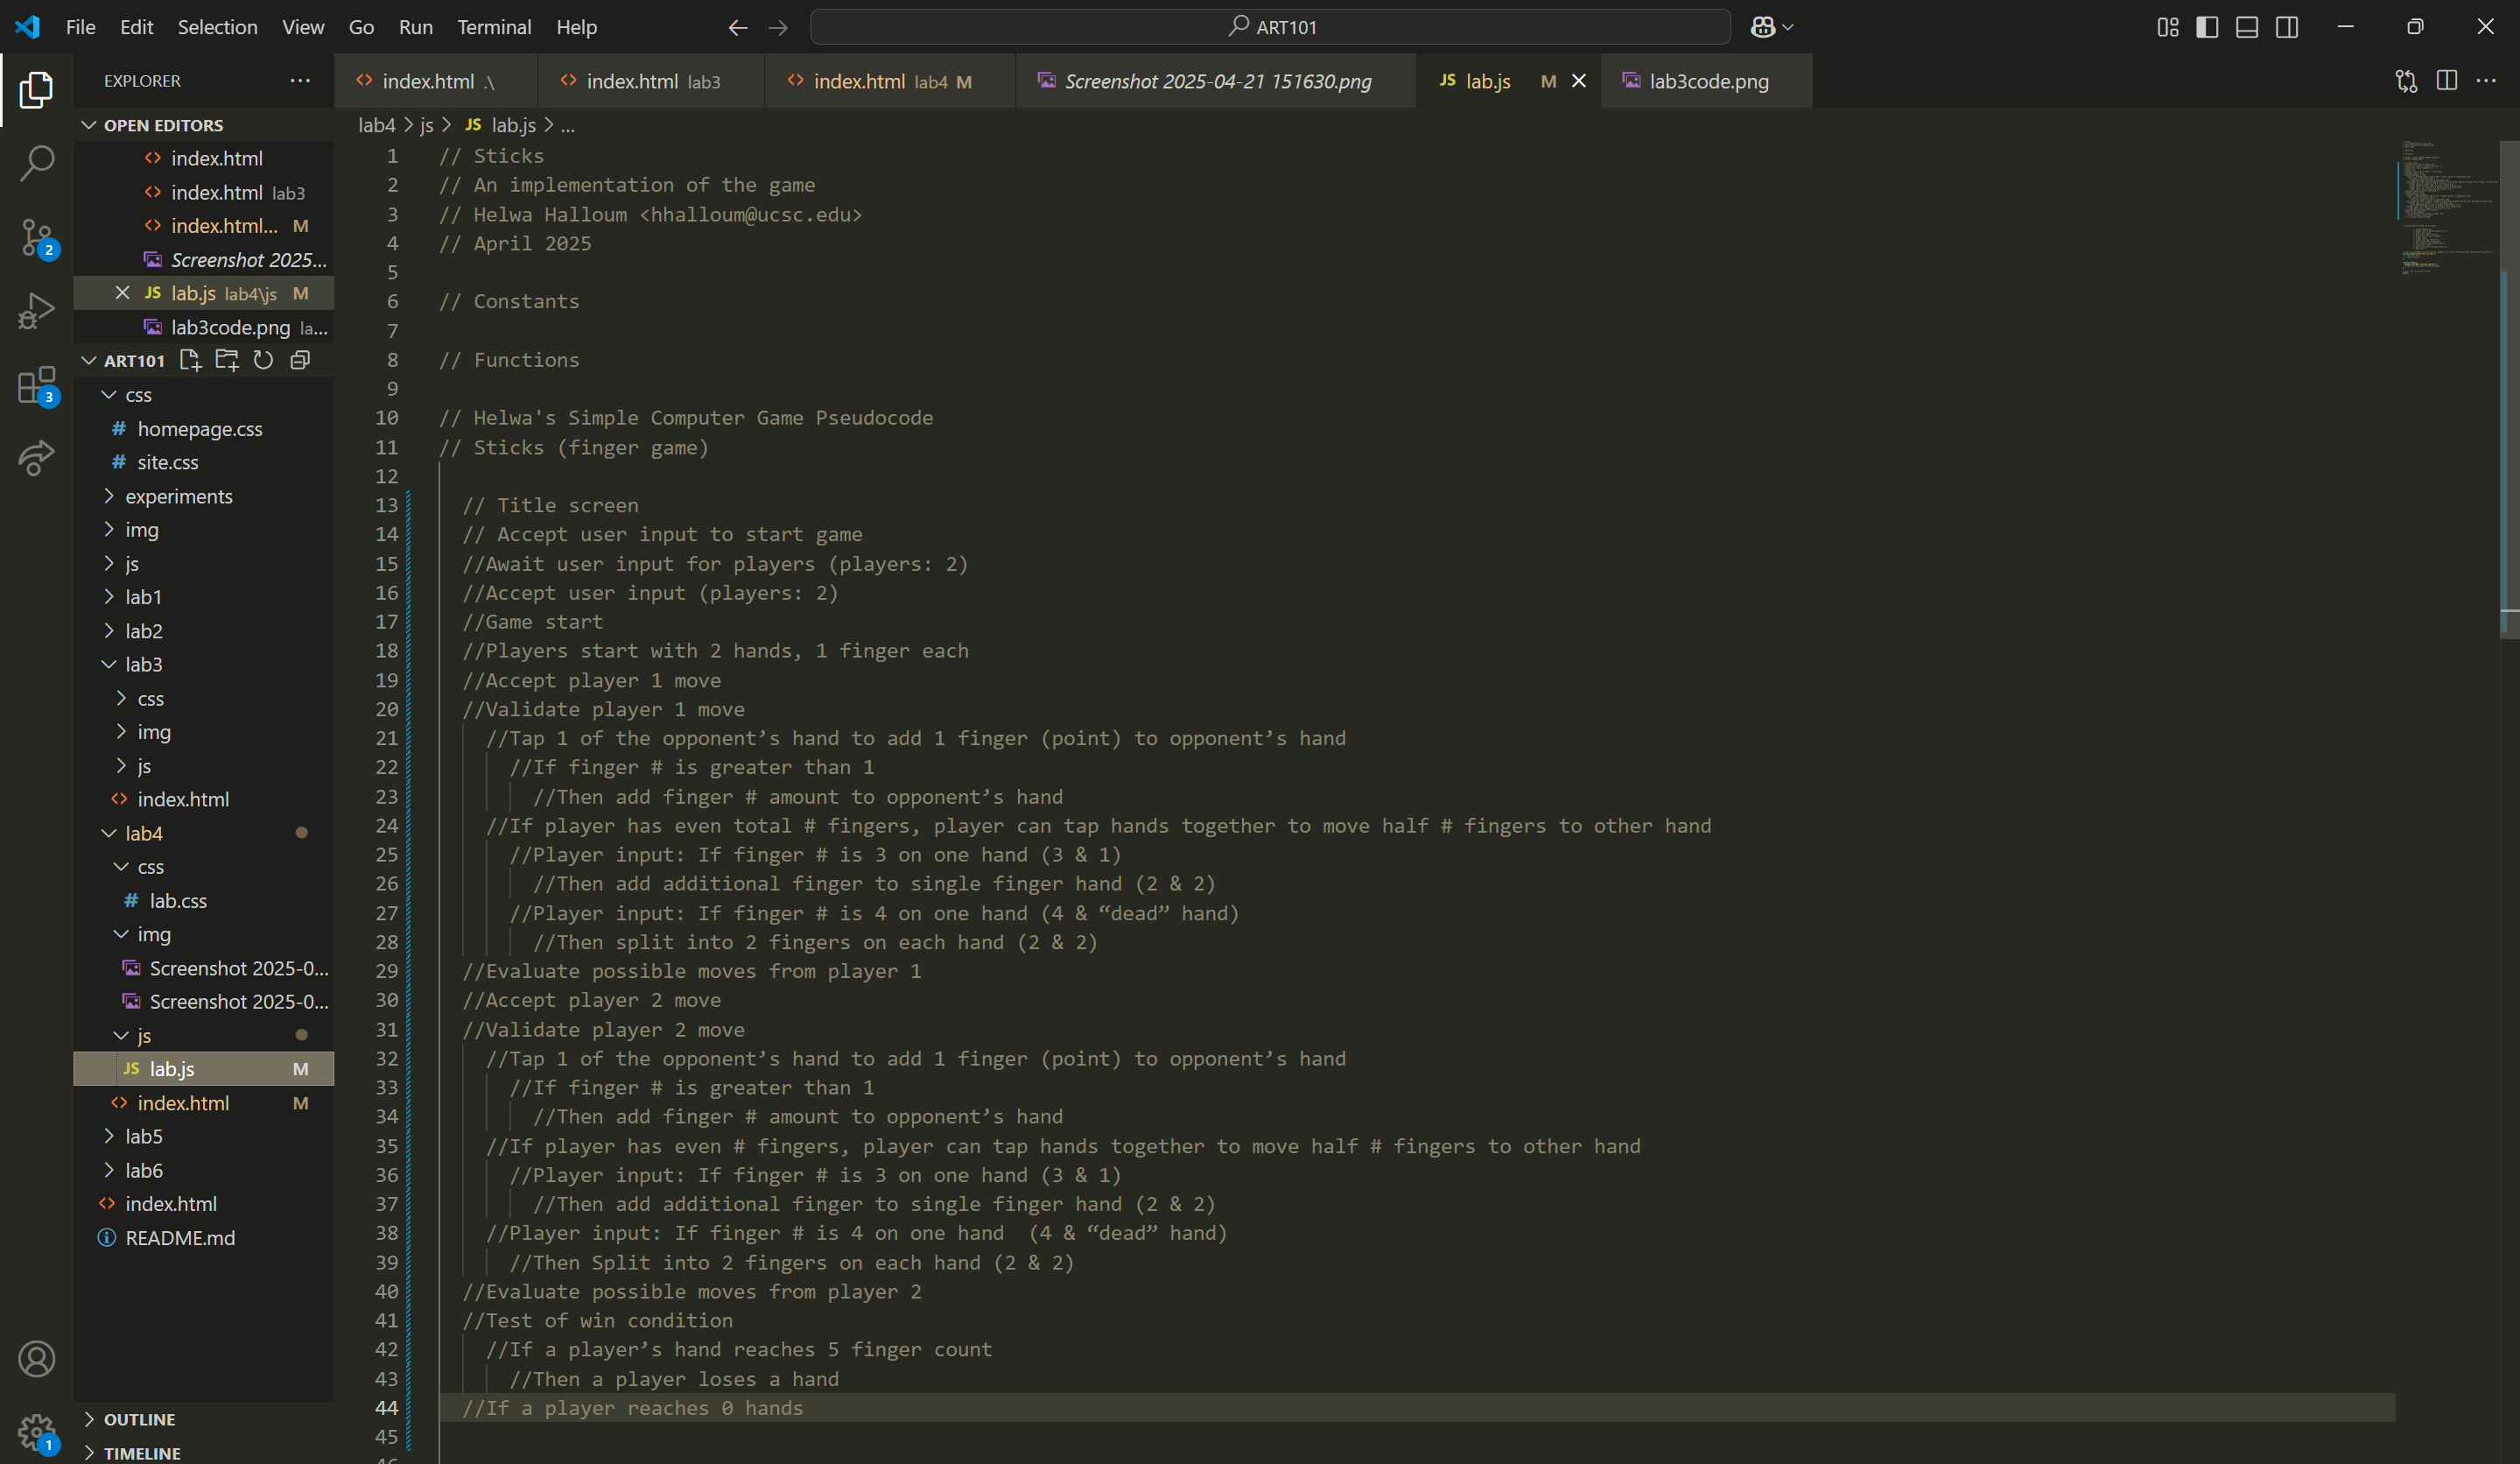 File Edit Selection View Go Run Terminal Help
ART101
EXPLORER
index.html .\
index.html lab3
index.html lab4 M
Screenshot 2025-04-21 151630.png
JS lab.js M
lab3code.png
OPEN EDITORS
index.html
index.html lab3
index.html... M
Screenshot 2025...
JS lab.js lab4\js M
lab3code.png la...
ART101
css
# homepage.css
# site.css
experiments
img
js
lab1
lab2
lab3
css
img
js
index.html
lab4
css
# lab.css
img
Screenshot 2025-0...
Screenshot 2025-0...
js
JS lab.js M
index.html M
lab5
lab6
index.html
README.md
OUTLINE
TIMELINE
2
3
1
lab4 > js > JS lab.js > ...
1 // Sticks
2 // An implementation of the game
3 // Helwa Halloum <hhalloum@ucsc.edu>
4 // April 2025
5
6 // Constants
7
8 // Functions
9
10 // Helwa's Simple Computer Game Pseudocode
11 // Sticks (finger game)
12
13 // Title screen
14 // Accept user input to start game
15 //Await user input for players (players: 2)
16 //Accept user input (players: 2)
17 //Game start
18 //Players start with 2 hands, 1 finger each
19 //Accept player 1 move
20 //Validate player 1 move
21 //Tap 1 of the opponent’s hand to add 1 finger (point) to opponent’s hand
22 //If finger # is greater than 1
23 //Then add finger # amount to opponent’s hand
24 //If player has even total # fingers, player can tap hands together to move half # fingers to other hand
25 //Player input: If finger # is 3 on one hand (3 & 1)
26 //Then add additional finger to single finger hand (2 & 2)
27 //Player input: If finger # is 4 on one hand (4 & “dead” hand)
28 //Then split into 2 fingers on each hand (2 & 2)
29 //Evaluate possible moves from player 1
30 //Accept player 2 move
31 //Validate player 2 move
32 //Tap 1 of the opponent’s hand to add 1 finger (point) to opponent’s hand
33 //If finger # is greater than 1
34 //Then add finger # amount to opponent’s hand
35 //If player has even # fingers, player can tap hands together to move half # fingers to other hand
36 //Player input: If finger # is 3 on one hand (3 & 1)
37 //Then add additional finger to single finger hand (2 & 2)
38 //Player input: If finger # is 4 on one hand  (4 & “dead” hand)
39 //Then Split into 2 fingers on each hand (2 & 2)
40 //Evaluate possible moves from player 2
41 //Test of win condition
42 //If a player’s hand reaches 5 finger count
43 //Then a player loses a hand
44 //If a player reaches 0 hands
45